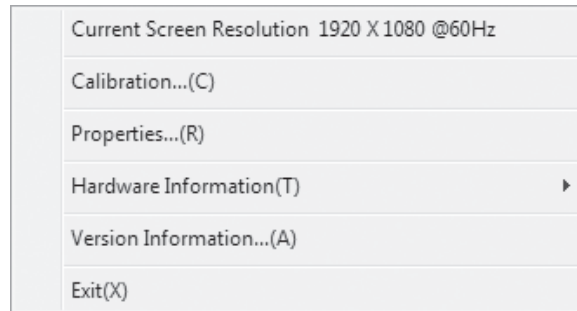 Current Screen Resolution 1920 X 1080 @60Hz
Calibration...(C)
Properties...(R)
Hardware Information(T)
Version Information...(A)
Exit(X)